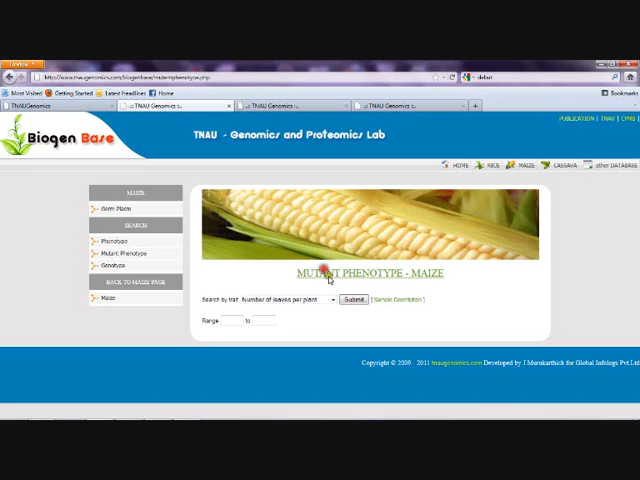 Firefox
http://www.tnaugenomics.com/biogenbase/mutentphenotype.php
debut
Most Visited Getting Started Latest Headlines Home Bookmarks
TNAUGenomics .:: TNAU Genomics :.. .:: TNAU Genomics :.. .:: TNAU Genomics :..
PUBLICATION | TNAU | CPMB
Biogen Base
TNAU - Genomics and Proteomics Lab
HOME RICE MAIZE CASSAVA other DATABASE
MAIZE
Germ Plasm
SEARCH
Phenotype
Mutant Phenotype
Genotype
BACK TO MAIZE PAGE
Maize
MUTANT PHENOTYPE - MAIZE
Search by trait Number of leaves per plant Submit [ Sample Description ]
Range to
Copyright © 2009 - 2011 tnaugenomics.com Developed by J.Murukarthick for Global Infologs Pvt.Ltd